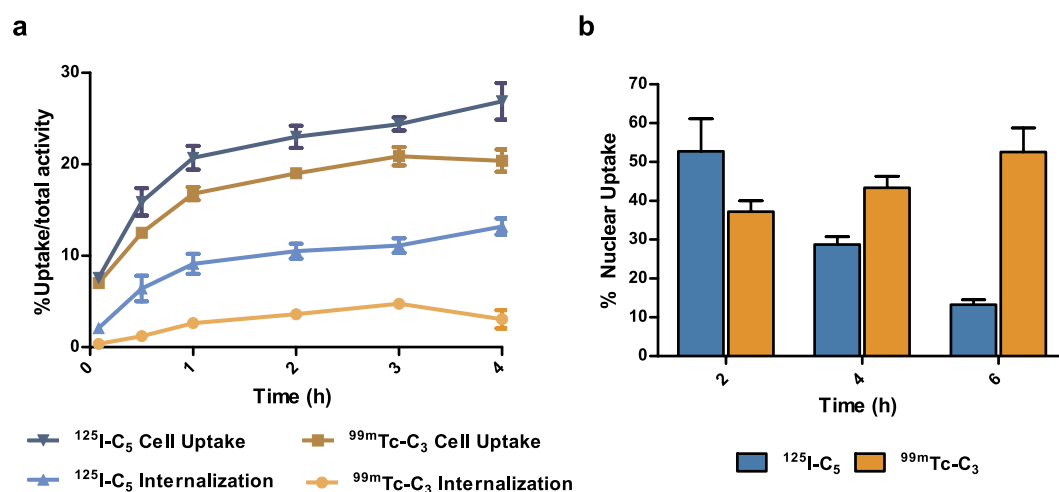 a
30
20
10
0
%Uptake/total activity
0 1 2 3 4
Time (h)
¹²⁵I-C₅ Cell Uptake
⁹⁹ᵐTc-C₃ Cell Uptake
¹²⁵I-C₅ Internalization
⁹⁹ᵐTc-C₃ Internalization
b
70
60
50
40
30
20
10
0
% Nuclear Uptake
2 4 6
Time (h)
¹²⁵I-C₅
⁹⁹ᵐTc-C₃